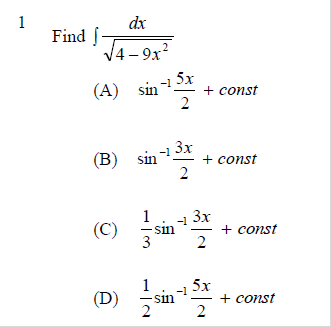 1 Find ∫ dx / √(4 – 9x²)
(A) sin⁻¹ 5x/2 + const
(B) sin⁻¹ 3x/2 + const
(C) 1/3 sin⁻¹ 3x/2 + const
(D) 1/2 sin⁻¹ 5x/2 + const